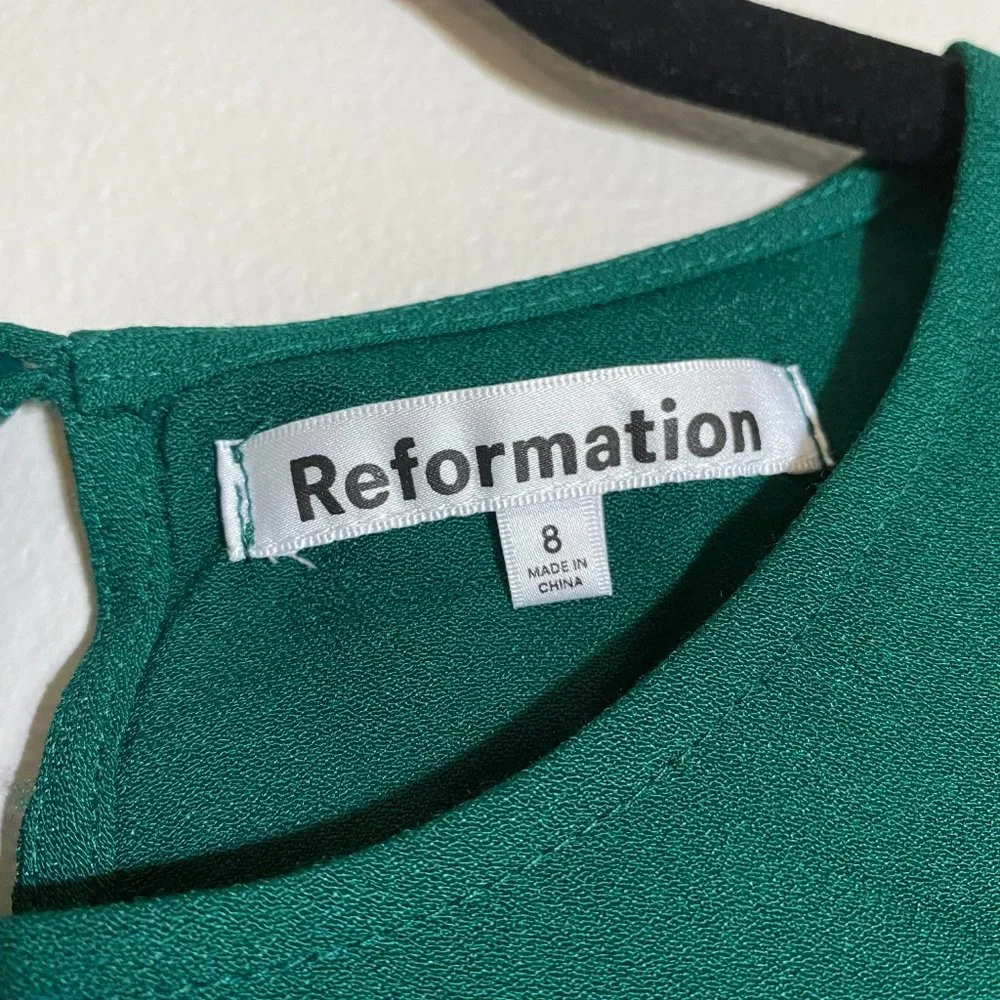 Reformation
8
MADE IN
CHINA